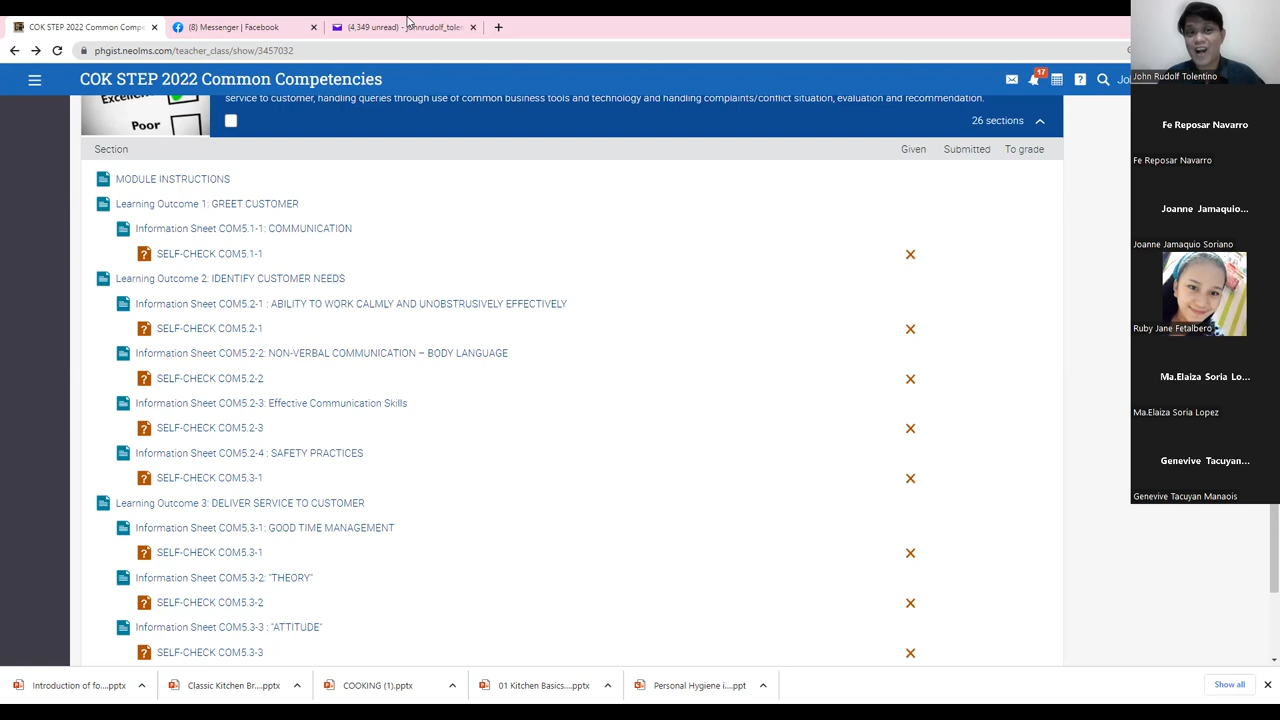 COK STEP 2022 Common Compe
(2) Messenger | Facebook
(4,349 unread) - johnrudolf_tolen
phgist.neolms.com/teacher_class/show/3457032
COK STEP 2022 Common Competencies
17
Excellent
Poor
service to customer, handling queries through use of common business tools and technology and handling complaints/conflict situation, evaluation and recommendation.
26 sections
Section Given Submitted To grade
MODULE INSTRUCTIONS
Learning Outcome 1: GREET CUSTOMER
Information Sheet COM5.1-1: COMMUNICATION
SELF-CHECK COM5.1-1
Learning Outcome 2: IDENTIFY CUSTOMER NEEDS
Information Sheet COM5.2-1 : ABILITY TO WORK CALMLY AND UNOBSTRUSIVELY EFFECTIVELY
SELF-CHECK COM5.2-1
Information Sheet COM5.2-2: NON-VERBAL COMMUNICATION – BODY LANGUAGE
SELF-CHECK COM5.2-2
Information Sheet COM5.2-3: Effective Communication Skills
SELF-CHECK COM5.2-3
Information Sheet COM5.2-4 : SAFETY PRACTICES
SELF-CHECK COM5.3-1
Learning Outcome 3: DELIVER SERVICE TO CUSTOMER
Information Sheet COM5.3-1: GOOD TIME MANAGEMENT
SELF-CHECK COM5.3-1
Information Sheet COM5.3-2: "THEORY"
SELF-CHECK COM5.3-2
Information Sheet COM5.3-3 : "ATTITUDE"
SELF-CHECK COM5.3-3
John Rudolf Tolentino
Fe Reposar Navarro
Fe Reposar Navarro
Joanne Jamaquio...
Joanne Jamaquio Soriano
Ruby Jane Fetalbero
Ma.Elaiza Soria Lo...
Ma.Elaiza Soria Lopez
Genevive Tacuyan...
Genevive Tacuyan Manaois
Introduction of fo....pptx
Classic Kitchen Br....pptx
COOKING (1).pptx
01 Kitchen Basics....pptx
Personal Hygiene i....ppt
Show all